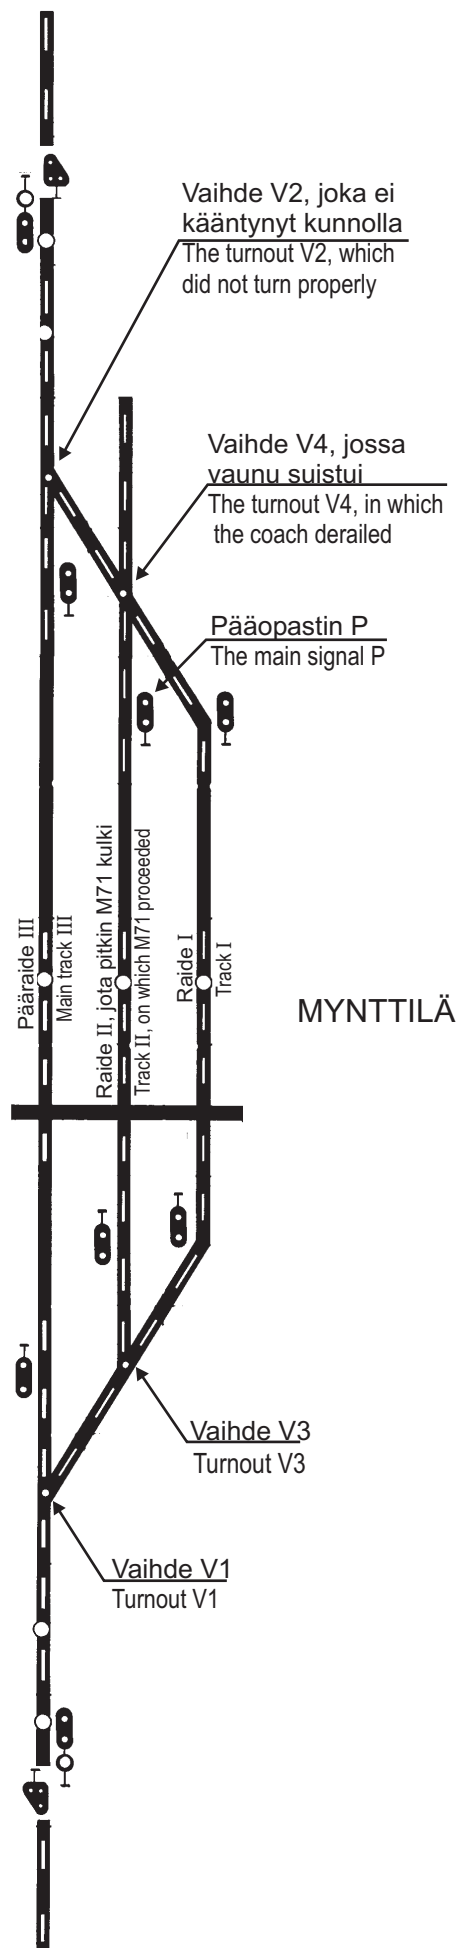 Vaihde V2, joka ei
kääntynyt kunnolla
The turnout V2, which
did not turn properly
Vaihde V4, jossa
vaunu suistui
The turnout V4, in which
the coach derailed
Pääopastin P
The main signal P
Pääraide III
Main track III
Raide II, jota pitkin M71 kulki
Track II, on which M71 proceeded
Raide I
Track I
MYNTTILÄ
Vaihde V3
Turnout V3
Vaihde V1
Turnout V1